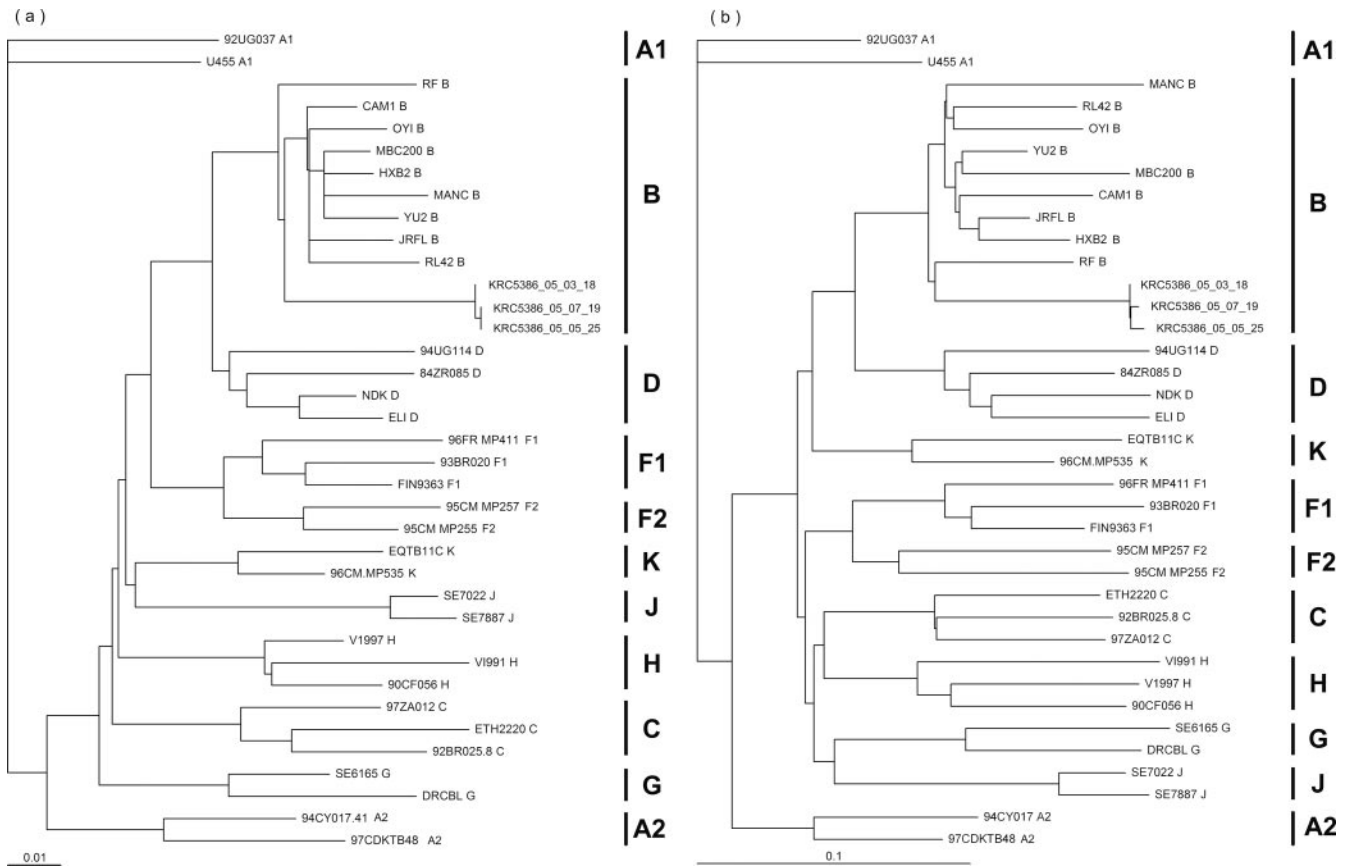 ( a )
92UG037 A1
U455 A1
A1
RF B
CAM1 B
OYI B
MBC200 B
HXB2 B
MANC B
YU2 B
JRFL B
RL42 B
KRC5386_05_03_18
KRC5386_05_07_19
KRC5386_05_05_25
B
94UG114 D
84ZR085 D
NDK D
ELI D
D
96FR MP411 F1
93BR020 F1
FIN9363 F1
F1
95CM MP257 F2
95CM MP255 F2
F2
EQTB11C K
96CM.MP535 K
K
SE7022 J
SE7887 J
J
V1997 H
VI991 H
90CF056 H
H
97ZA012 C
ETH2220 C
92BR025.8 C
C
SE6165 G
DRCBL G
G
94CY017.41 A2
97CDKTB48 A2
A2
0.01
( b )
92UG037 A1
U455 A1
A1
MANC B
RL42 B
OYI B
YU2 B
MBC200 B
CAM1 B
JRFL B
HXB2 B
RF B
KRC5386_05_03_18
KRC5386_05_07_19
KRC5386_05_05_25
B
94UG114 D
84ZR085 D
NDK D
ELI D
D
EQTB11C K
96CM.MP535 K
K
96FR MP411 F1
93BR020 F1
FIN9363 F1
F1
95CM MP257 F2
95CM MP255 F2
F2
ETH2220 C
92BR025.8 C
97ZA012 C
C
VI991 H
V1997 H
90CF056 H
H
SE6165 G
DRCBL G
G
SE7022 J
SE7887 J
J
94CY017 A2
97CDKTB48 A2
A2
0.1